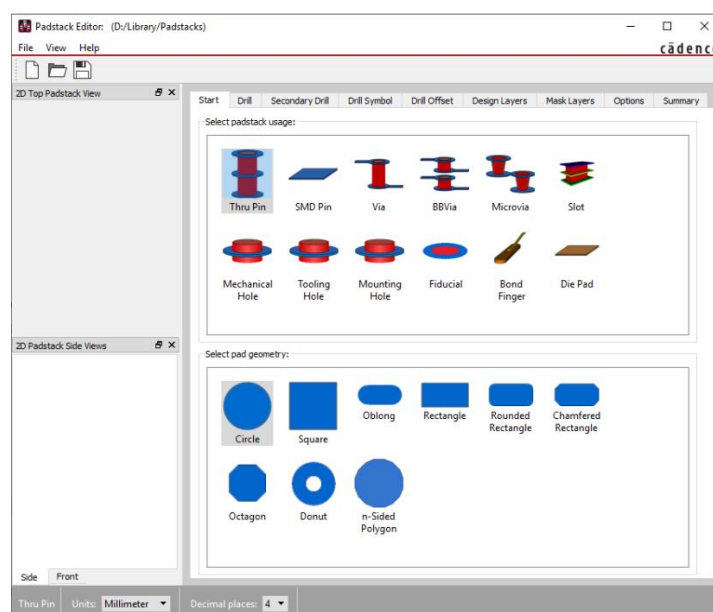 Padstack Editor: (D:/Library/Padstacks)
File View Help
cādence
2D Top Padstack View
Start Drill Secondary Drill Drill Symbol Drill Offset Design Layers Mask Layers Options Summary
Select padstack usage:
Thru Pin SMD Pin Via BBVia Microvia Slot
Mechanical Tooling Mounting Fiducial Bond Die Pad
Hole Hole Hole Finger
2D Padstack Side Views
Select pad geometry:
Circle Square Oblong Rectangle Rounded Chamfered
Rectangle Rectangle
Octagon Donut n-Sided
Polygon
Side Front
Thru Pin Units: Millimeter Decimal places: 4